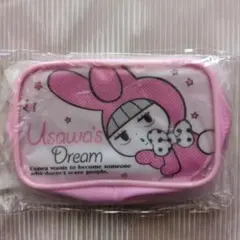 Usawa's
Dream
Usawa wants to become someone
who doesn't scare people.